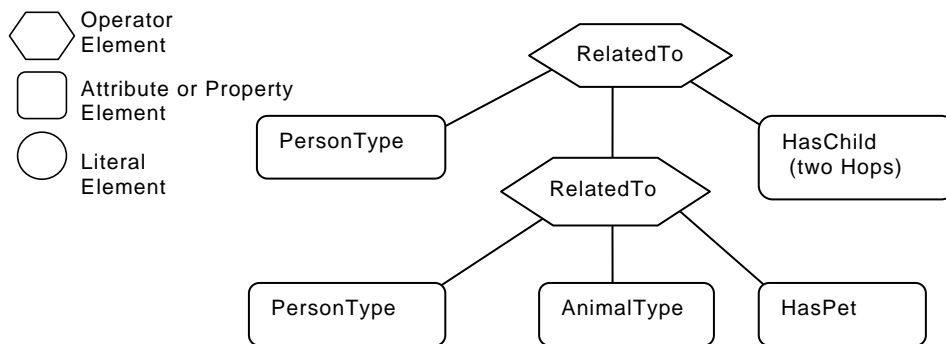 Operator
Element
Attribute or Property
Element
Literal
Element
RelatedTo
PersonType
HasChild
(two Hops)
RelatedTo
PersonType
AnimalType
HasPet